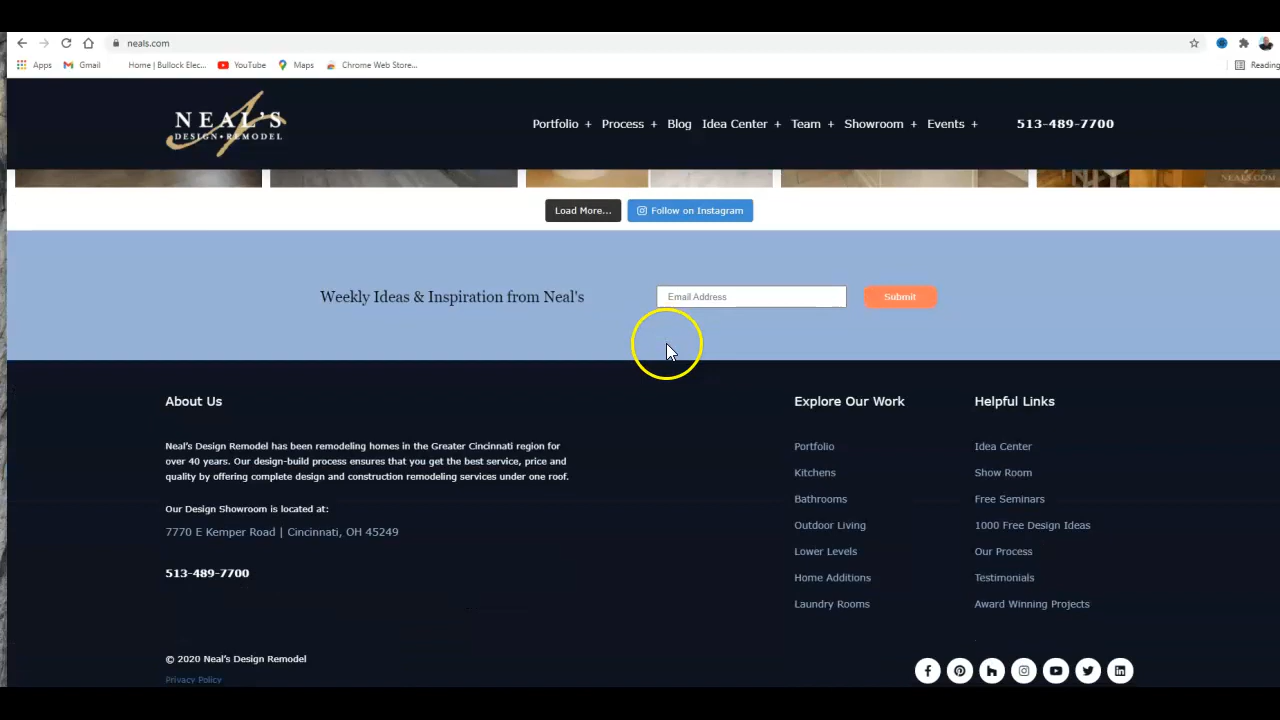 neals.com
Apps Gmail Home | Bullock Elec... YouTube Maps Chrome Web Store... Reading
NEAL'S
DESIGN•REMODEL
Portfolio + Process + Blog Idea Center + Team + Showroom + Events + 513-489-7700
NEALS.COM
Load More... Follow on Instagram
Weekly Ideas & Inspiration from Neal's Email Address Submit
About Us
Neal's Design Remodel has been remodeling homes in the Greater Cincinnati region for
over 40 years. Our design-build process ensures that you get the best service, price and
quality by offering complete design and construction remodeling services under one roof.
Our Design Showroom is located at:
7770 E Kemper Road | Cincinnati, OH 45249
513-489-7700
Explore Our Work
Portfolio
Kitchens
Bathrooms
Outdoor Living
Lower Levels
Home Additions
Laundry Rooms
Helpful Links
Idea Center
Show Room
Free Seminars
1000 Free Design Ideas
Our Process
Testimonials
Award Winning Projects
© 2020 Neal's Design Remodel
Privacy Policy